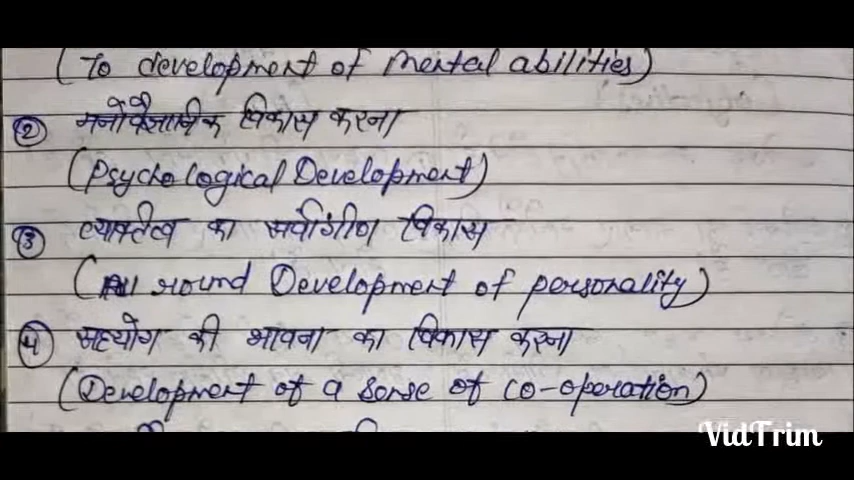 (To development of mental abilities)
② मनोवैज्ञानिक विकास करना
(Psychological Development)
③ व्यक्तित्व का सर्वांगीण विकास
(All round Development of personality)
④ सहयोग की भावना का विकास करना
(Development of a sense of co-operation)
VidTrim